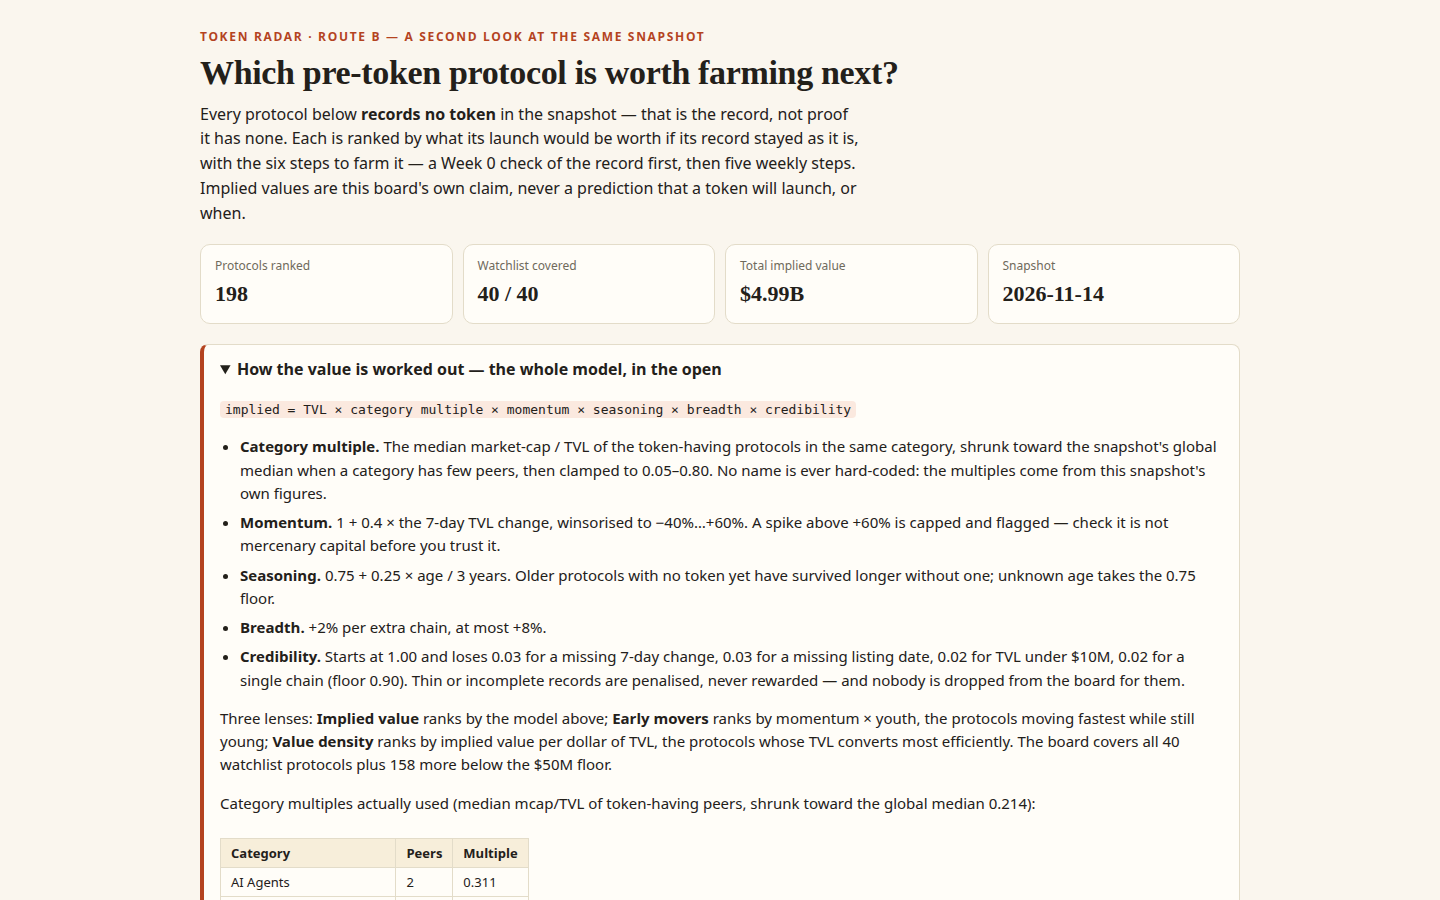 TOKEN RADAR · ROUTE B — A SECOND LOOK AT THE SAME SNAPSHOT
Which pre-token protocol is worth farming next?
Every protocol below records no token in the snapshot — that is the record, not proof
it has none. Each is ranked by what its launch would be worth if its record stayed as it is,
with the six steps to farm it — a Week 0 check of the record first, then five weekly steps.
Implied values are this board's own claim, never a prediction that a token will launch, or
when.
Protocols ranked
198
Watchlist covered
40 / 40
Total implied value
$4.99B
Snapshot
2026-11-14
▼ How the value is worked out — the whole model, in the open
implied = TVL × category multiple × momentum × seasoning × breadth × credibility
• Category multiple. The median market-cap / TVL of the token-having protocols in the same category, shrunk toward the snapshot's global
median when a category has few peers, then clamped to 0.05–0.80. No name is ever hard-coded: the multiples come from this snapshot's
own figures.
• Momentum. 1 + 0.4 × the 7-day TVL change, winsorised to −40%…+60%. A spike above +60% is capped and flagged — check it is not
mercenary capital before you trust it.
• Seasoning. 0.75 + 0.25 × age / 3 years. Older protocols with no token yet have survived longer without one; unknown age takes the 0.75
floor.
• Breadth. +2% per extra chain, at most +8%.
• Credibility. Starts at 1.00 and loses 0.03 for a missing 7-day change, 0.03 for a missing listing date, 0.02 for TVL under $10M, 0.02 for a
single chain (floor 0.90). Thin or incomplete records are penalised, never rewarded — and nobody is dropped from the board for them.
Three lenses: Implied value ranks by the model above; Early movers ranks by momentum × youth, the protocols moving fastest while still
young; Value density ranks by implied value per dollar of TVL, the protocols whose TVL converts most efficiently. The board covers all 40
watchlist protocols plus 158 more below the $50M floor.
Category multiples actually used (median mcap/TVL of token-having peers, shrunk toward the global median 0.214):
Category Peers Multiple
AI Agents 2 0.311